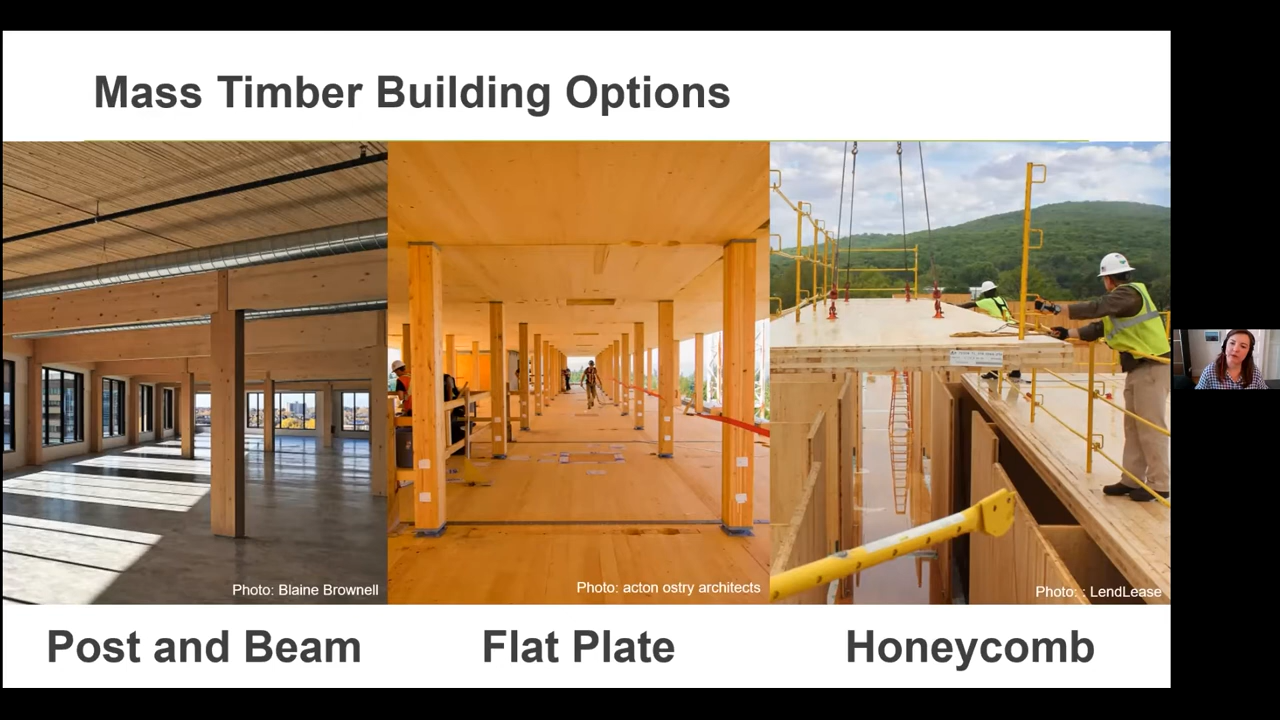 Mass Timber Building Options
Photo: Blaine Brownell
Photo: acton ostry architects
Photo: : LendLease
Post and Beam
Flat Plate
Honeycomb